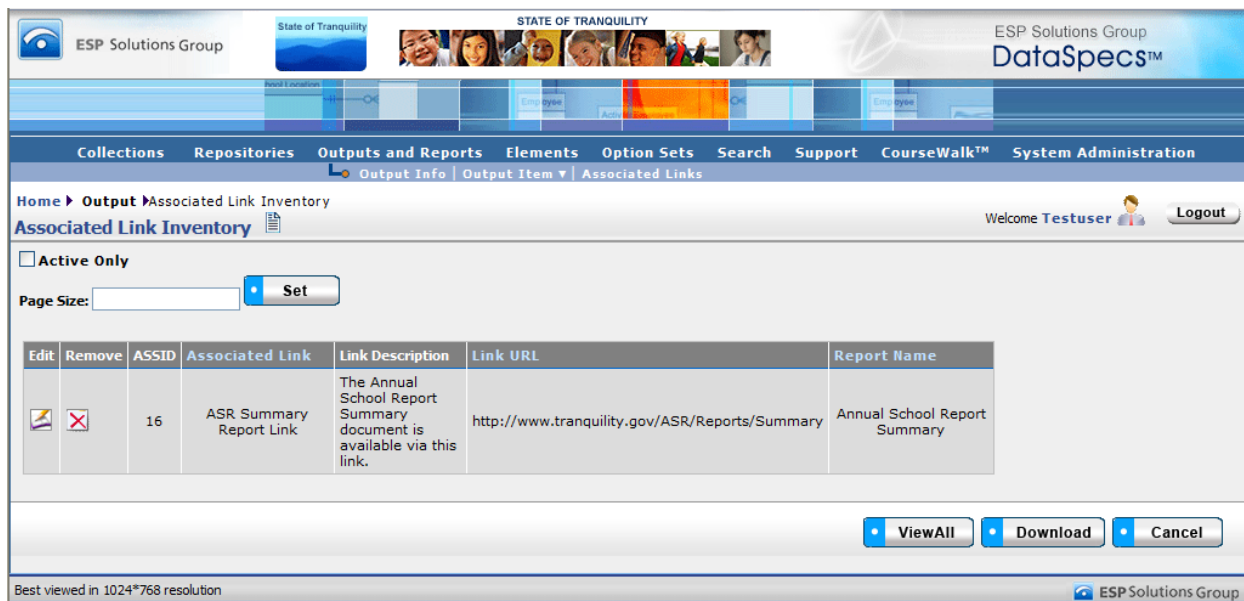 ESP Solutions Group
State of Tranquility
STATE OF TRANQUILITY
ESP Solutions Group
DataSpecs™
hool Location
Employee
Employee
Collections Repositories Outputs and Reports Elements Option Sets Search Support CourseWalk™ System Administration
Output Info | Output Item ▾ | Associated Links
Home Output Associated Link Inventory
Associated Link Inventory
Welcome Testuser
Logout
Active Only
Page Size:
Set
Edit Remove ASSID Associated Link Link Description Link URL Report Name
16
ASR Summary
Report Link
The Annual
School Report
Summary
document is
available via this
link.
http://www.tranquility.gov/ASR/Reports/Summary
Annual School Report
Summary
ViewAll
Download
Cancel
Best viewed in 1024*768 resolution
ESP Solutions Group